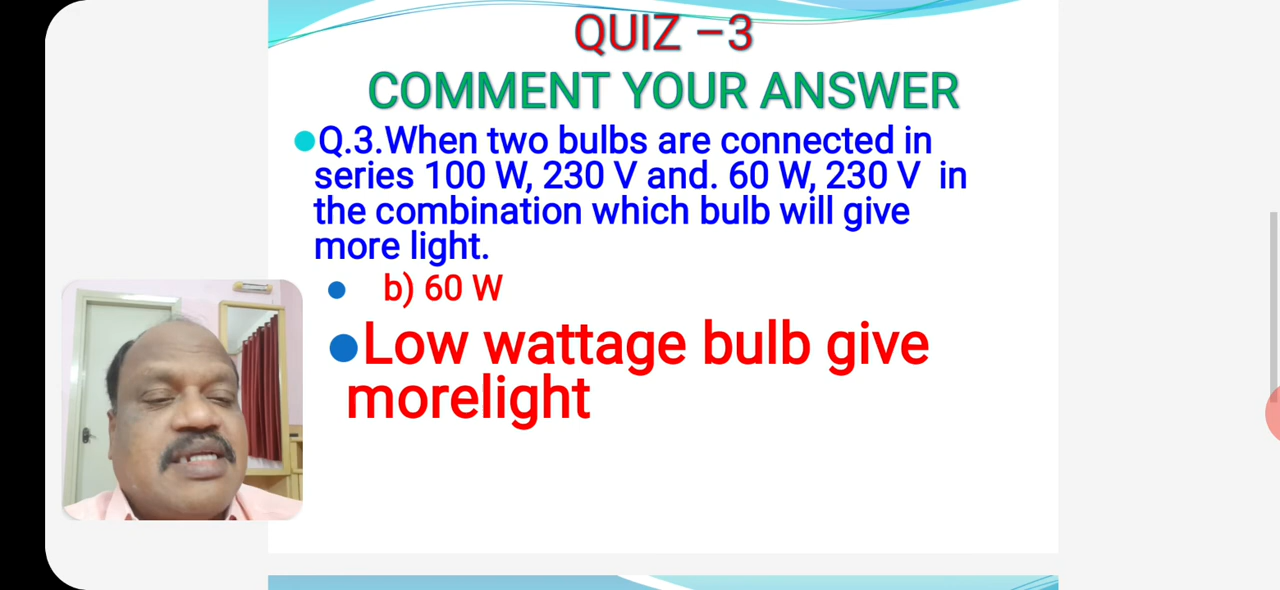 QUIZ –3
COMMENT YOUR ANSWER
Q.3.When two bulbs are connected in
series 100 W, 230 V and. 60 W, 230 V in
the combination which bulb will give
more light.
b) 60 W
Low wattage bulb give
morelight